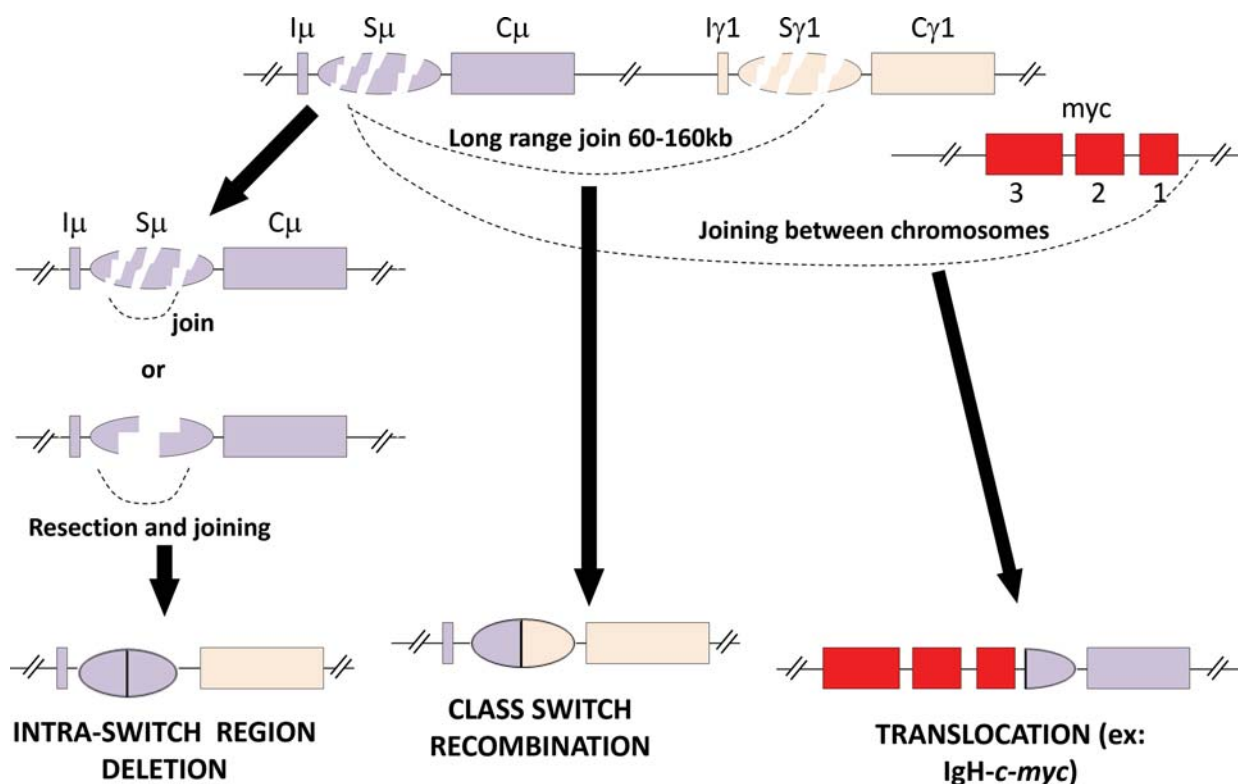 Iμ Sμ Cμ Iγ1 Sγ1 Cγ1
Long range join 60-160kb
myc
3 2 1
Joining between chromosomes
Iμ Sμ Cμ
join
or
Resection and joining
INTRA-SWITCH REGION
DELETION
CLASS SWITCH
RECOMBINATION
TRANSLOCATION (ex:
IgH-c-myc)